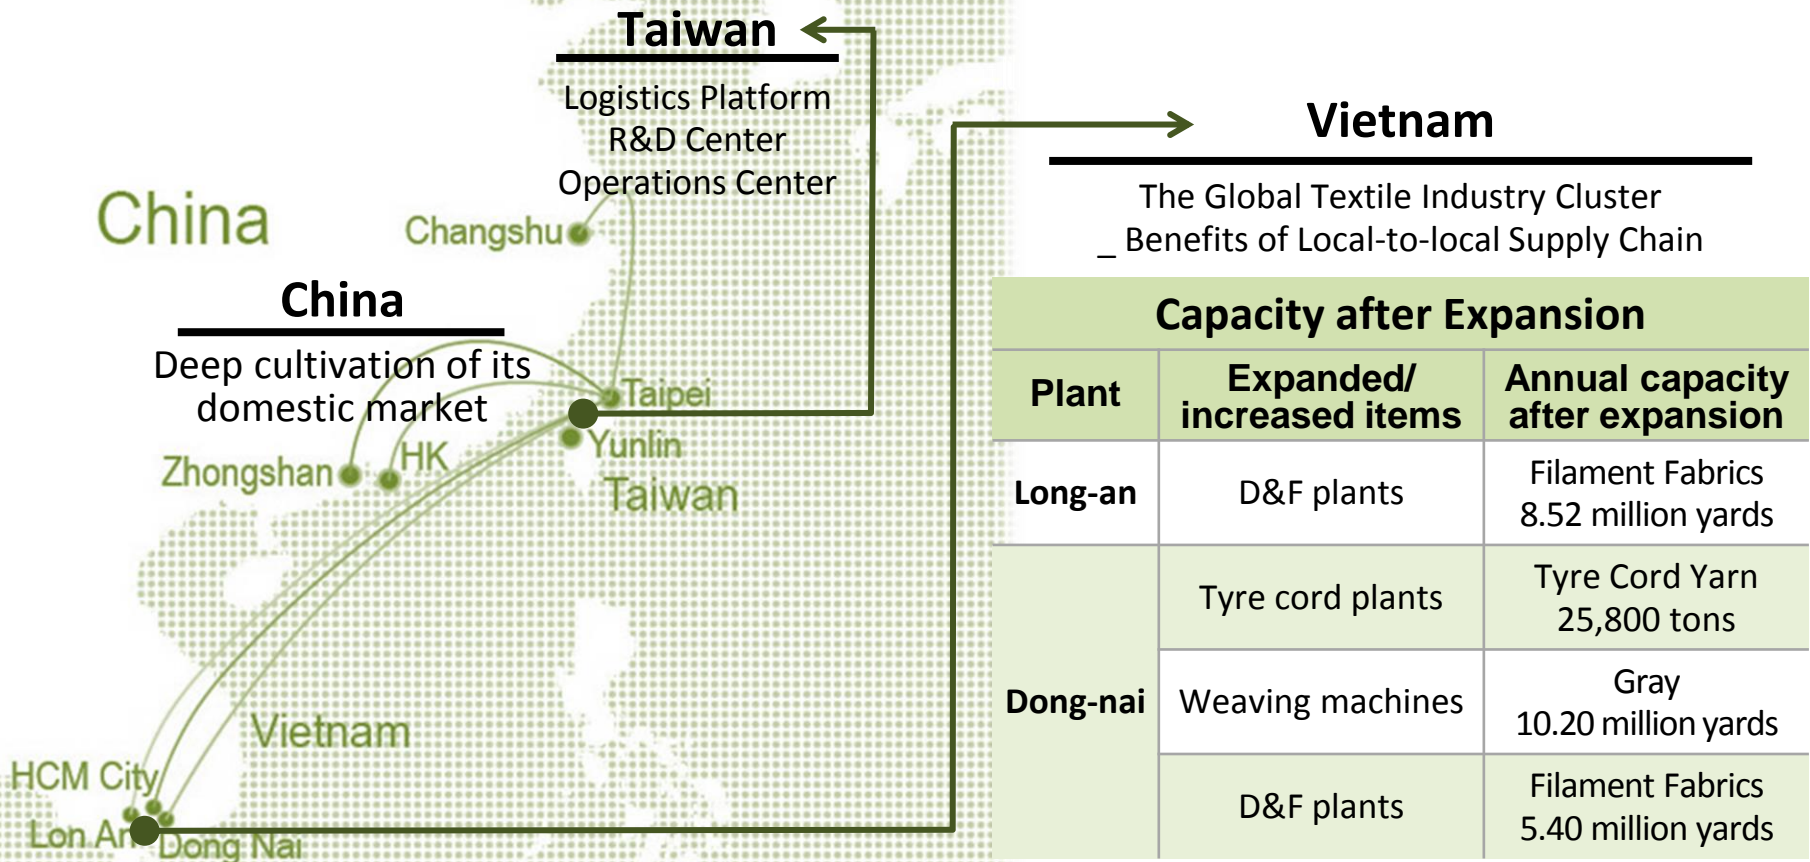 Taiwan
Logistics Platform
R&D Center
Operations Center
China
Changshu
China
Deep cultivation of its
domestic market
Taipei
Yunlin
Taiwan
HK
Zhongshan
Vietnam
HCM City
Lon An
Dong Nai
Vietnam
The Global Textile Industry Cluster
_ Benefits of Local-to-local Supply Chain
Capacity after Expansion
Plant
Expanded/
increased items
Annual capacity
after expansion
Long-an
D&F plants
Filament Fabrics
8.52 million yards
Dong-nai
Tyre cord plants
Tyre Cord Yarn
25,800 tons
Weaving machines
Gray
10.20 million yards
D&F plants
Filament Fabrics
5.40 million yards